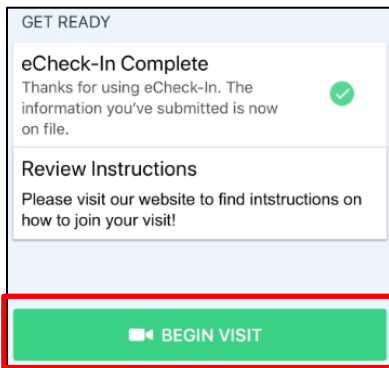 GET READY
eCheck-In Complete
Thanks for using eCheck-In. The
information you've submitted is now
on file.
Review Instructions
Please visit our website to find intstructions on
how to join your visit!
BEGIN VISIT